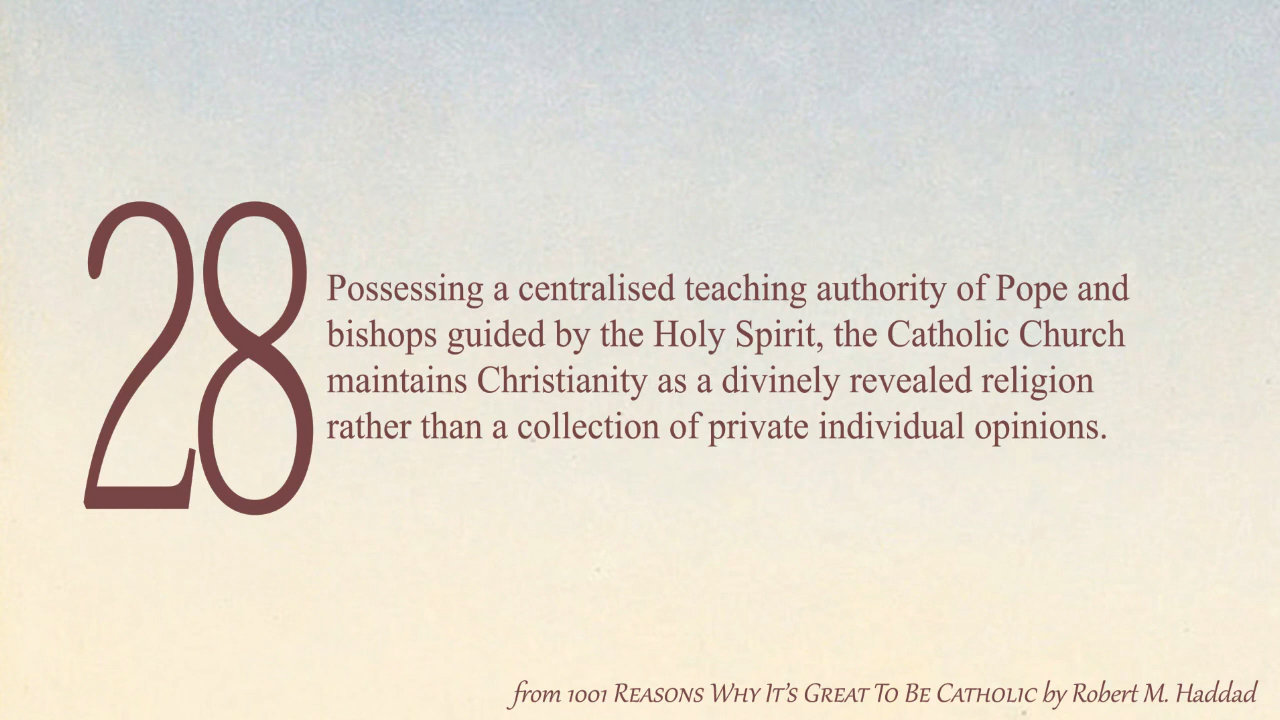 28
Possessing a centralised teaching authority of Pope and
bishops guided by the Holy Spirit, the Catholic Church
maintains Christianity as a divinely revealed religion
rather than a collection of private individual opinions.
from 1001 Reasons Why It's Great To Be Catholic by Robert M. Haddad